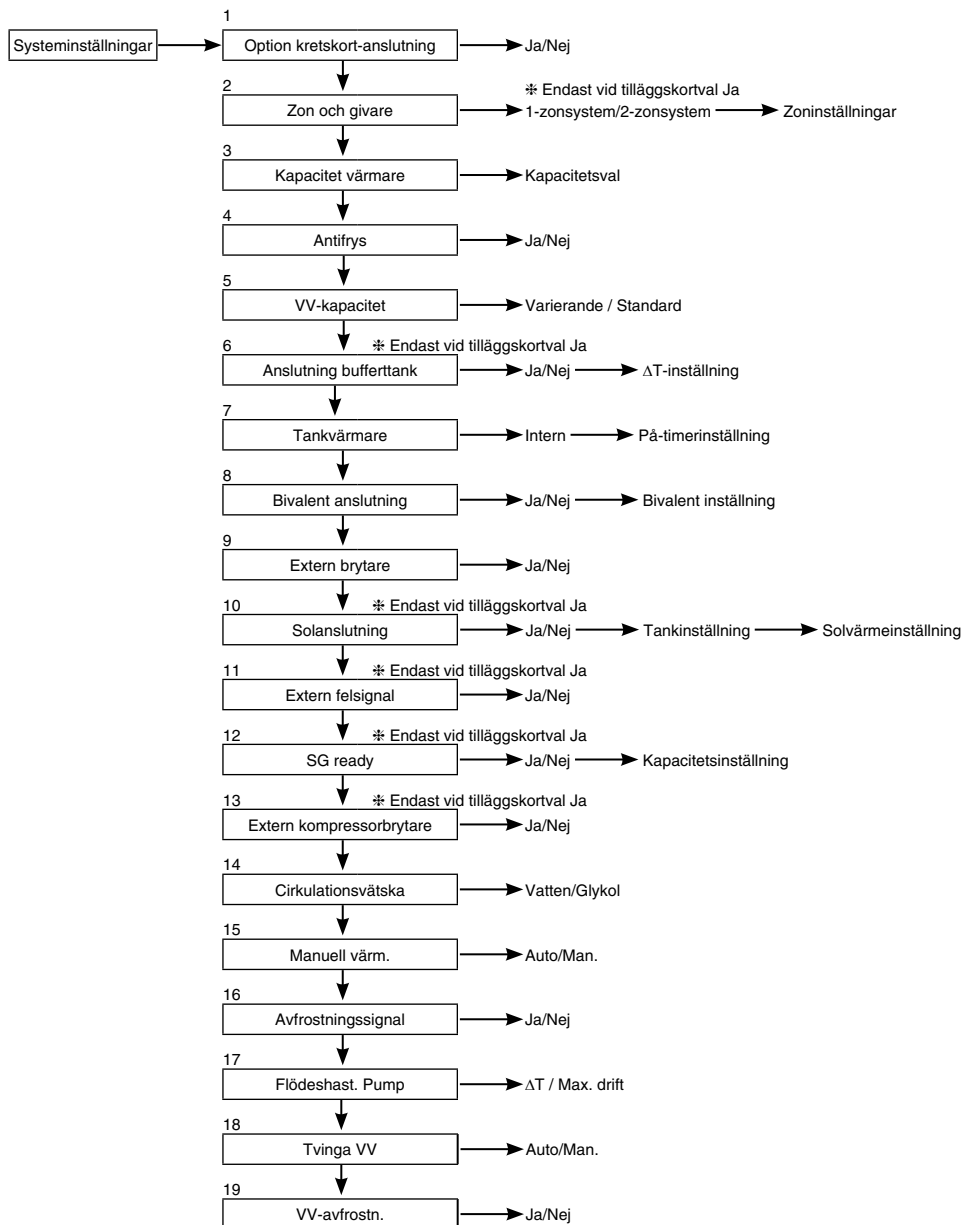 1
Systeminställningar
Option kretskort-anslutning
Ja/Nej
2
❈ Endast vid tilläggskortval Ja
Zon och givare
1-zonsystem/2-zonsystem
Zoninställningar
3
Kapacitet värmare
Kapacitetsval
4
Antifrys
Ja/Nej
5
VV-kapacitet
Varierande / Standard
6
❈ Endast vid tilläggskortval Ja
Anslutning bufferttank
Ja/Nej
ΔT-inställning
7
Tankvärmare
Intern
På-timerinställning
8
Bivalent anslutning
Ja/Nej
Bivalent inställning
9
Extern brytare
Ja/Nej
10
❈ Endast vid tilläggskortval Ja
Solanslutning
Ja/Nej
Tankinställning
Solvärmeinställning
11
❈ Endast vid tilläggskortval Ja
Extern felsignal
Ja/Nej
12
❈ Endast vid tilläggskortval Ja
SG ready
Ja/Nej
Kapacitetsinställning
13
❈ Endast vid tilläggskortval Ja
Extern kompressorbrytare
Ja/Nej
14
Cirkulationsvätska
Vatten/Glykol
15
Manuell värm.
Auto/Man.
16
Avfrostningssignal
Ja/Nej
17
Flödeshast. Pump
ΔT / Max. drift
18
Tvinga VV
Auto/Man.
19
VV-avfrostn.
Ja/Nej